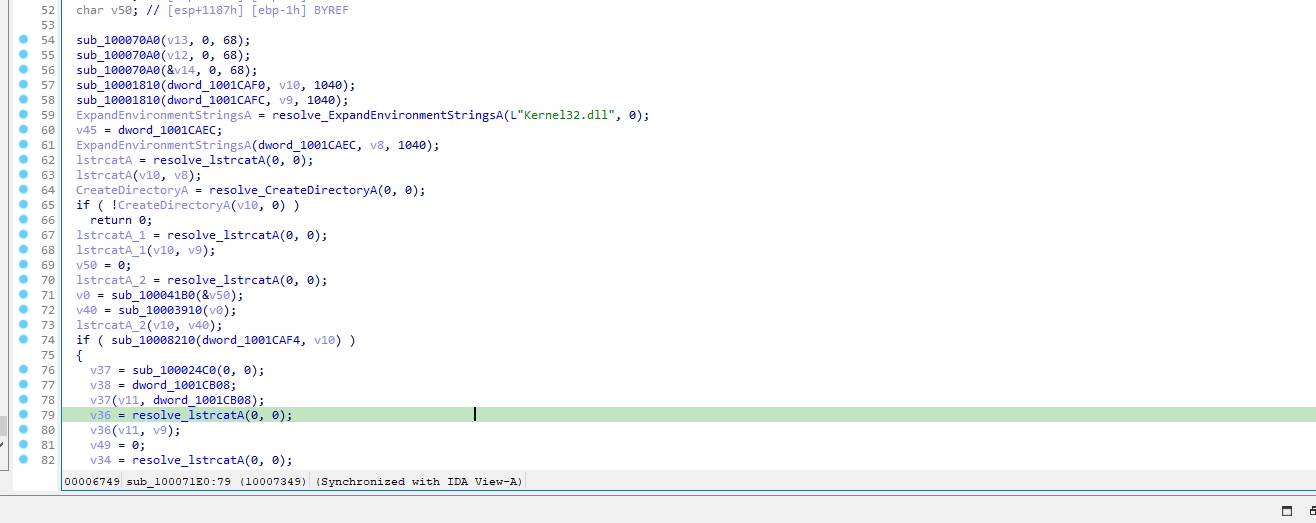 52 char v50; // [esp+1187h] [ebp-1h] BYREF
53
54 sub_100070A0(v13, 0, 68);
55 sub_100070A0(v12, 0, 68);
56 sub_100070A0(&v14, 0, 68);
57 sub_10001810(dword_1001CAF0, v10, 1040);
58 sub_10001810(dword_1001CAFC, v9, 1040);
59 ExpandEnvironmentStringsA = resolve_ExpandEnvironmentStringsA(L"Kernel32.dll", 0);
60 v45 = dword_1001CAEC;
61 ExpandEnvironmentStringsA(dword_1001CAEC, v8, 1040);
62 lstrcatA = resolve_lstrcatA(0, 0);
63 lstrcatA(v10, v8);
64 CreateDirectoryA = resolve_CreateDirectoryA(0, 0);
65 if ( !CreateDirectoryA(v10, 0) )
66 return 0;
67 lstrcatA_1 = resolve_lstrcatA(0, 0);
68 lstrcatA_1(v10, v9);
69 v50 = 0;
70 lstrcatA_2 = resolve_lstrcatA(0, 0);
71 v0 = sub_100041B0(&v50);
72 v40 = sub_10003910(v0);
73 lstrcatA_2(v10, v40);
74 if ( sub_10008210(dword_1001CAF4, v10) )
75 {
76 v37 = sub_100024C0(0, 0);
77 v38 = dword_1001CB08;
78 v37(v11, dword_1001CB08);
79 v36 = resolve_lstrcatA(0, 0);
80 v36(v11, v9);
81 v49 = 0;
82 v34 = resolve_lstrcatA(0, 0);
00006749 sub_100071E0:79 (10007349) (Synchronized with IDA View-A)